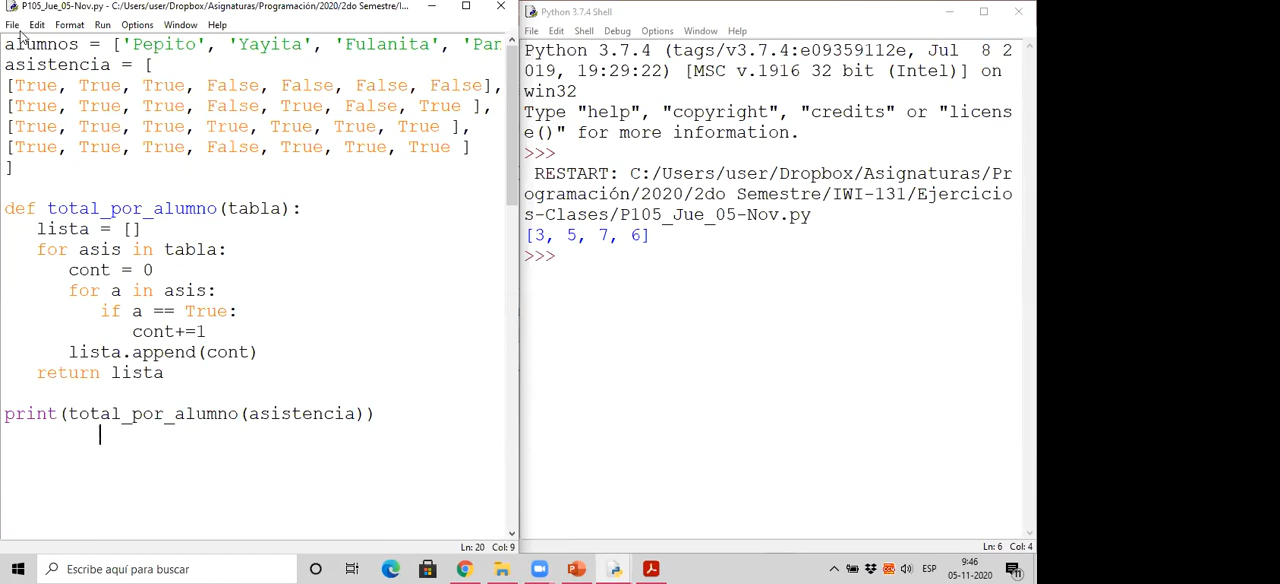 P105_Jue_05-Nov.py - C:/Users/user/Dropbox/Asignaturas/Programación/2020/2do Semestre/I...
File Edit Format Run Options Window Help
alumnos = ['Pepito', 'Yayita', 'Fulanita', 'Pan
asistencia = [
[True, True, True, False, False, False, False],
[True, True, True, False, True, False, True ],
[True, True, True, True, True, True, True ],
[True, True, True, False, True, True, True ]
]
def total_por_alumno(tabla):
lista = []
for asis in tabla:
cont = 0
for a in asis:
if a == True:
cont+=1
lista.append(cont)
return lista
print(total_por_alumno(asistencia))
Ln: 20 Col: 9
Python 3.7.4 Shell
File Edit Shell Debug Options Window Help
Python 3.7.4 (tags/v3.7.4:e09359112e, Jul 8 2
019, 19:29:22) [MSC v.1916 32 bit (Intel)] on
win32
Type "help", "copyright", "credits" or "licens
e()" for more information.
>>>
RESTART: C:/Users/user/Dropbox/Asignaturas/Pr
ogramación/2020/2do Semestre/IWI-131/Ejercicio
s-Clases/P105_Jue_05-Nov.py
[3, 5, 7, 6]
>>>
Ln: 6 Col: 4
Escribe aquí para buscar
ESP
9:46
05-11-2020